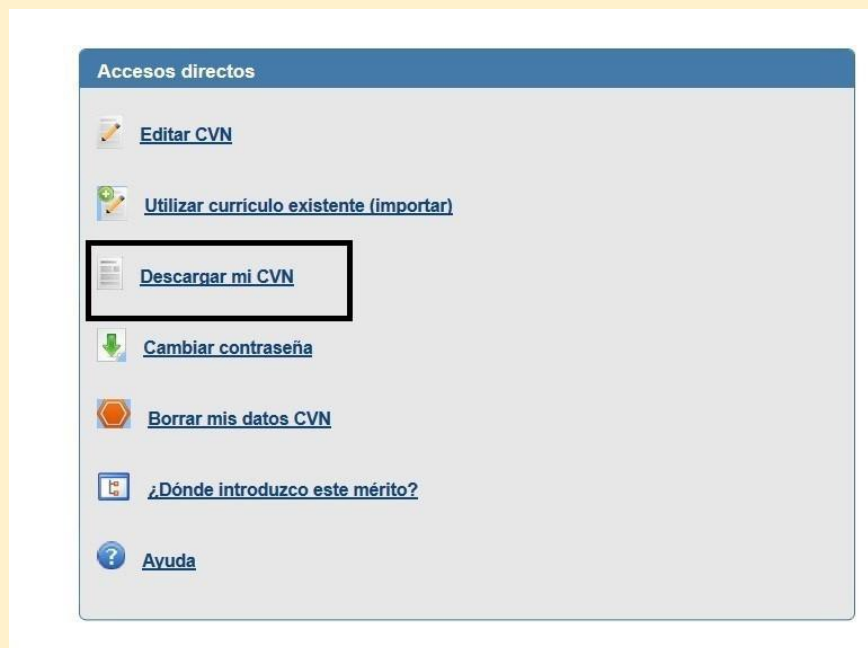 Accesos directos
Editar CVN
Utilizar currículo existente (importar)
Descargar mi CVN
Cambiar contraseña
Borrar mis datos CVN
¿Dónde introduzco este mérito?
Ayuda